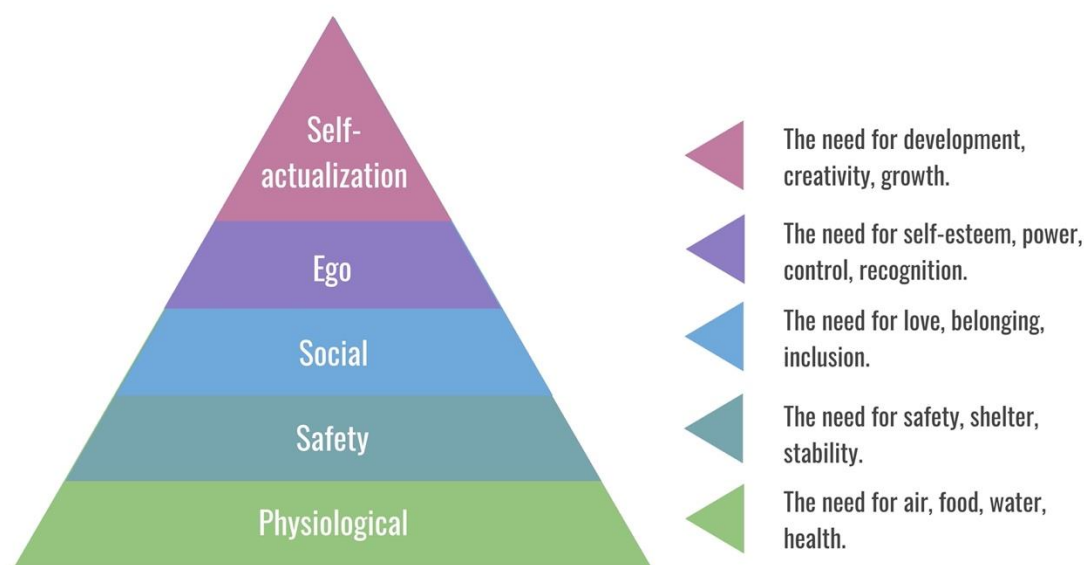 Self-
actualization
The need for development,
creativity, growth.
Ego
The need for self-esteem, power,
control, recognition.
Social
The need for love, belonging,
inclusion.
Safety
The need for safety, shelter,
stability.
Physiological
The need for air, food, water,
health.